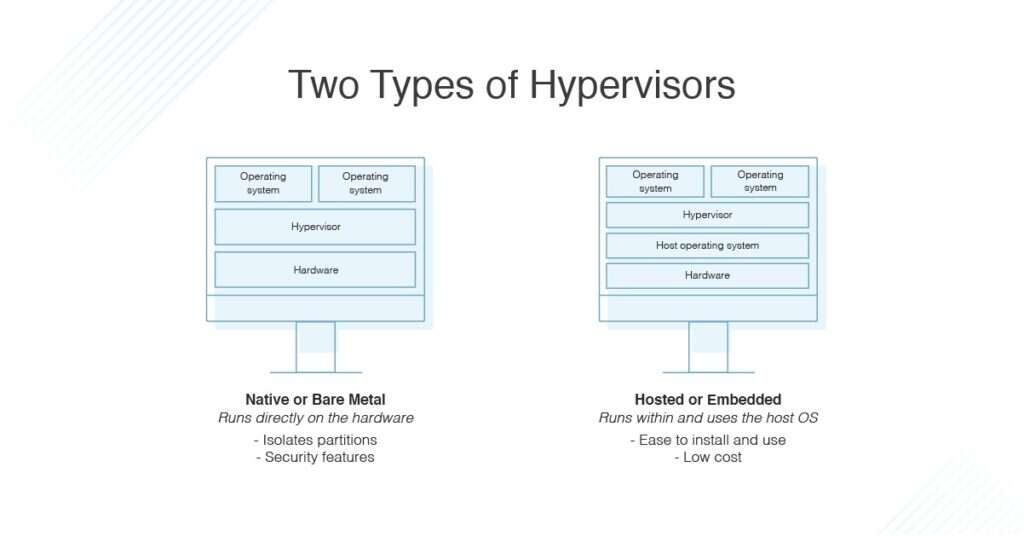 Two Types of Hypervisors
Operating
system
Operating
system
Hypervisor
Hardware
Native or Bare Metal
Runs directly on the hardware
- Isolates partitions
- Security features
Operating
system
Operating
system
Hypervisor
Host operating system
Hardware
Hosted or Embedded
Runs within and uses the host OS
- Ease to install and use
- Low cost